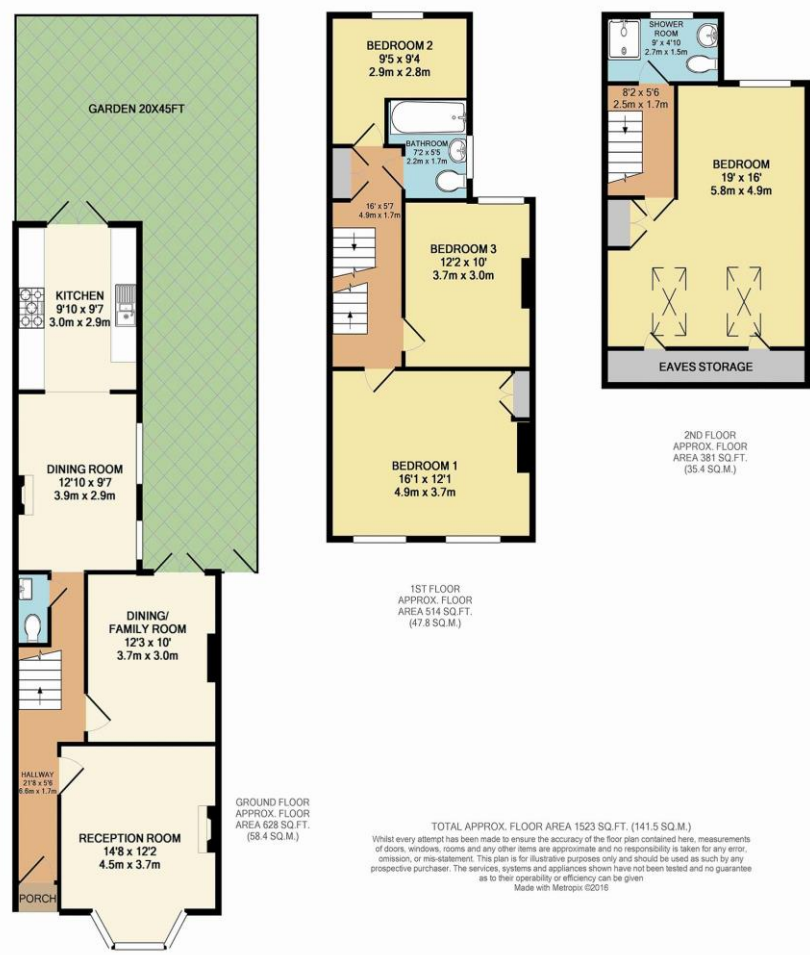 GARDEN 20X45FT
KITCHEN
9'10 x 9'7
3.0m x 2.9m
DINING ROOM
12'10 x 9'7
3.9m x 2.9m
DINING/
FAMILY ROOM
12'3 x 10'
3.7m x 3.0m
HALLWAY
21'8 x 5'6
6.6m x 1.7m
RECEPTION ROOM
14'8 x 12'2
4.5m x 3.7m
PORCH
GROUND FLOOR
APPROX. FLOOR
AREA 628 SQ.FT.
(58.4 SQ.M.)
BEDROOM 2
9'5 x 9'4
2.9m x 2.8m
BATHROOM
7'2 x 5'5
2.2m x 1.7m
16' x 5'7
4.9m x 1.7m
BEDROOM 3
12'2 x 10'
3.7m x 3.0m
BEDROOM 1
16'1 x 12'1
4.9m x 3.7m
1ST FLOOR
APPROX. FLOOR
AREA 514 SQ.FT.
(47.8 SQ.M.)
SHOWER
ROOM
9' x 4'10
2.7m x 1.5m
8'2 x 5'6
2.5m x 1.7m
BEDROOM
19' x 16'
5.8m x 4.9m
EAVES STORAGE
2ND FLOOR
APPROX. FLOOR
AREA 381 SQ.FT.
(35.4 SQ.M.)
TOTAL APPROX. FLOOR AREA 1523 SQ.FT. (141.5 SQ.M.)
Whilst every attempt has been made to ensure the accuracy of the floor plan contained here, measurements
of doors, windows, rooms and any other items are approximate and no responsibility is taken for any error,
omission, or mis-statement. This plan is for illustrative purposes only and should be used as such by any
prospective purchaser. The services, systems and appliances shown have not been tested and no guarantee
as to their operability or efficiency can be given
Made with Metropix ©2016